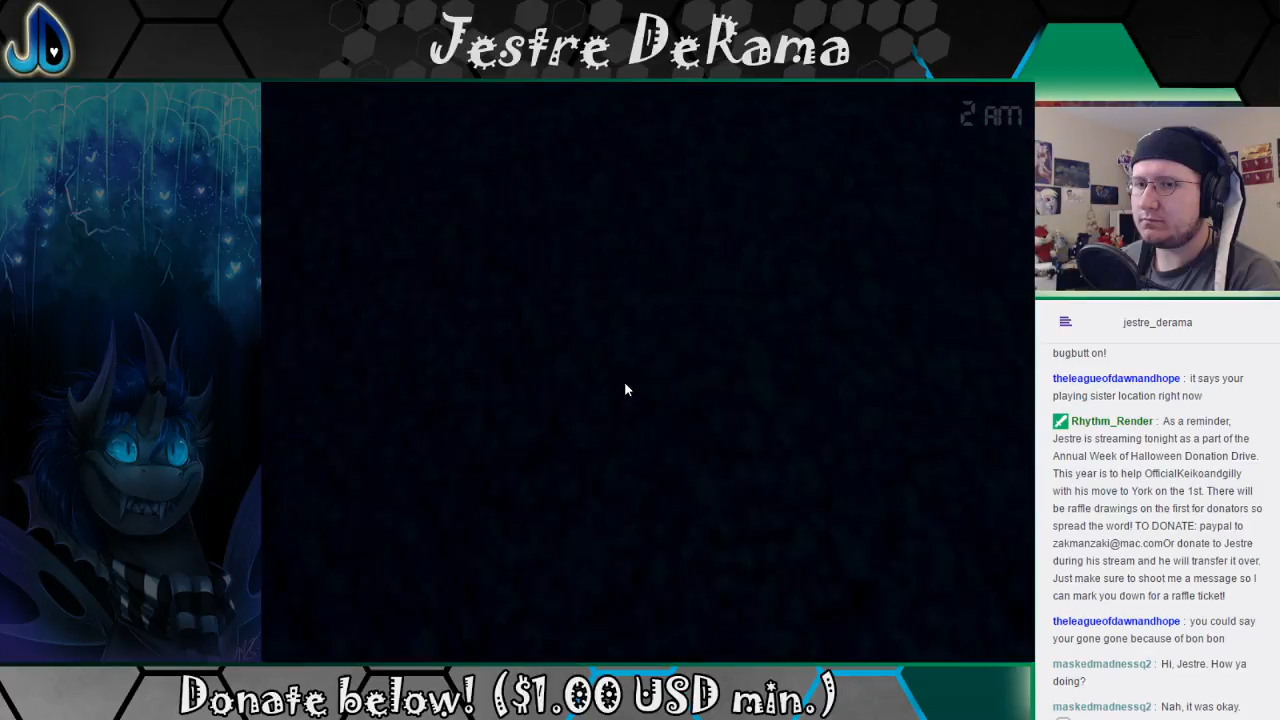 JD
Jestre DeRama
2 AM
jestre_derama
bugbutt on!
theleagueofdawnandhope : it says your
playing sister location right now
Rhythm_Render : As a reminder,
Jestre is streaming tonight as a part of the
Annual Week of Halloween Donation Drive.
This year is to help OfficialKeikoandgilly
with his move to York on the 1st. There will
be raffle drawings on the first for donators so
spread the word! TO DONATE: paypal to
zakmanzaki@mac.comOr donate to Jestre
during his stream and he will transfer it over.
Just make sure to shoot me a message so I
can mark you down for a raffle ticket!
theleagueofdawnandhope : you could say
your gone gone because of bon bon
maskedmadnessq2 : Hi, Jestre. How ya
doing?
maskedmadnessq2 : Nah, it was okay.
Donate below! ($1.00 USD min.)